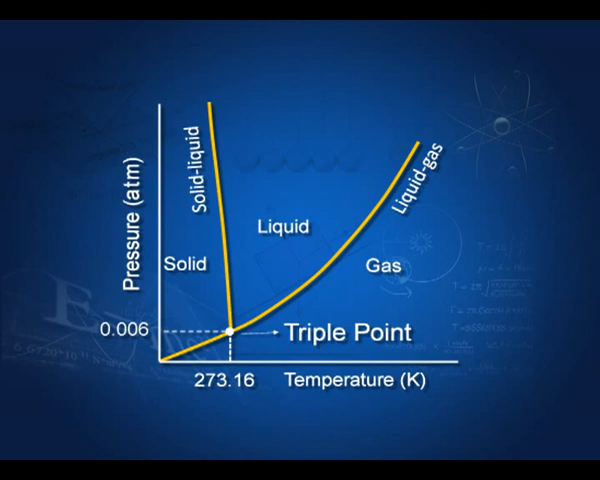 Pressure (atm)
Solid-liquid
Liquid-gas
Liquid
Solid
Gas
0.006
Triple Point
273.16
Temperature (K)